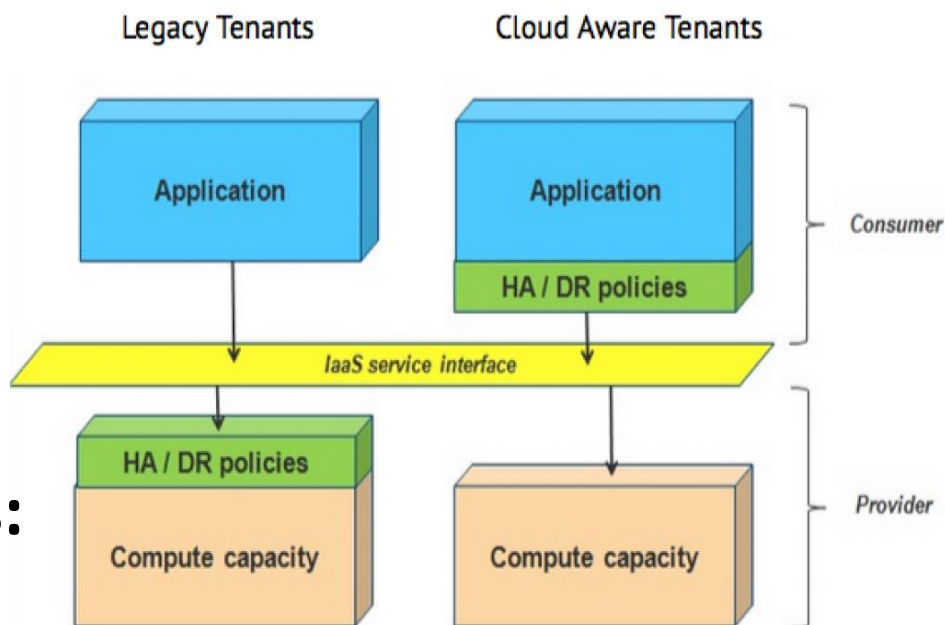 Legacy Tenants
Cloud Aware Tenants
Application
Application
Consumer
HA / DR policies
IaaS service interface
HA / DR policies
Provider
:
Compute capacity
Compute capacity